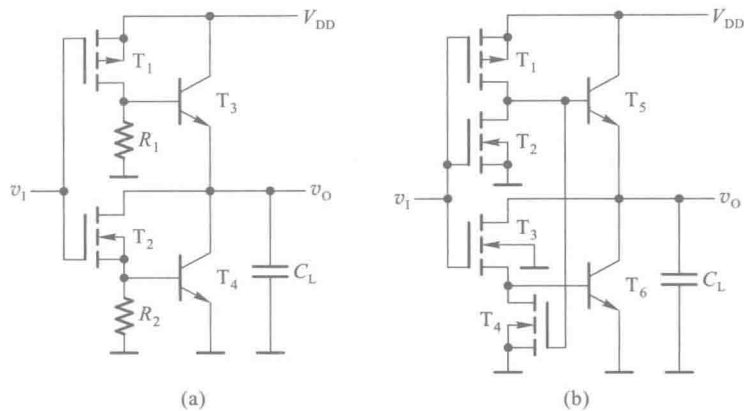 V_DD
T_1
T_3
R_1
v_I
v_O
T_2
T_4
C_L
R_2
(a)
V_DD
T_1
T_5
T_2
v_I
v_O
T_3
T_6
C_L
T_4
(b)